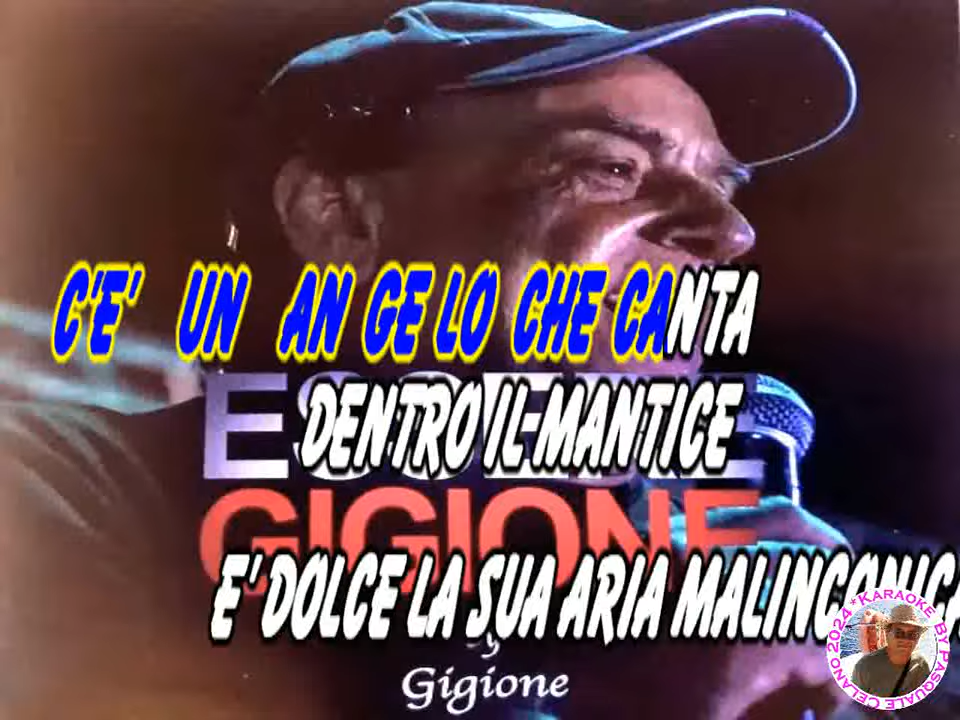 C'E' UN AN GE LO CHE CANTA
DENTRO IL MANTICE
ESSERE
GIGIONE
E' DOLCE LA SUA ARIA MALINCONICA
Gigione
*KARAOKE BY PASQUALE CELANO 2024